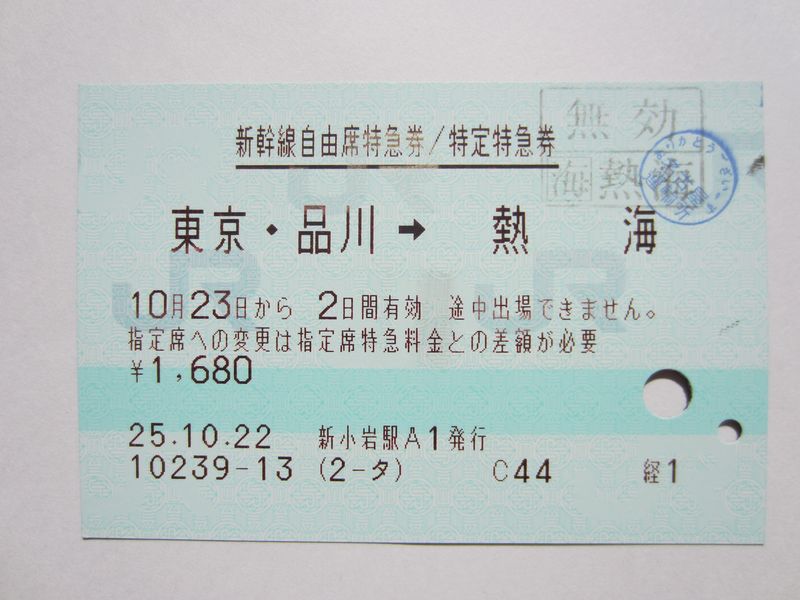 無効
新幹線自由席特急券/特定特急券
海熱海
東京・品川➡熱 海
10月23日から 2日間有効 途中出場できません。
指定席への変更は指定席特急料金との差額が必要
¥1,680
25.10.22 新小岩駅A1発行
10239-13 (2-タ) C44 経1